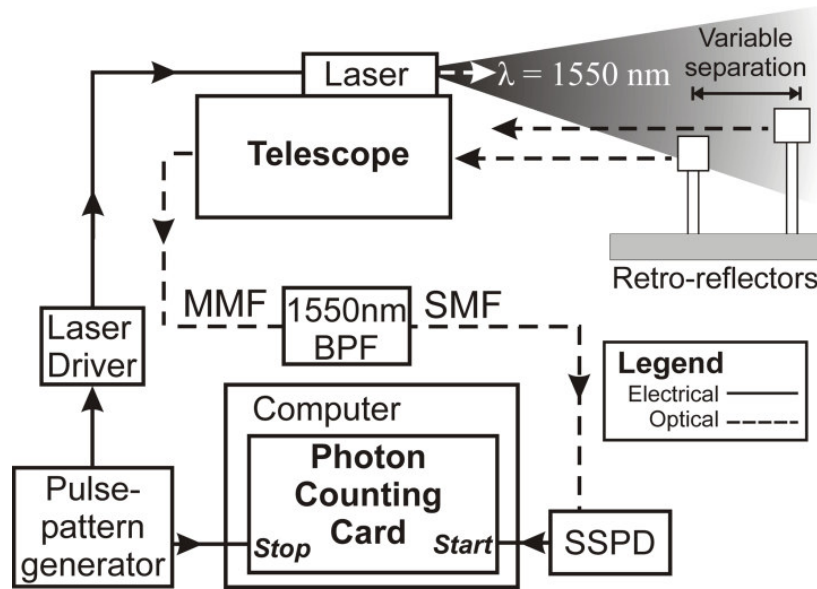 Laser
λ = 1550 nm
Variable
separation
Telescope
Retro-reflectors
MMF
1550nm
BPF
SMF
Laser
Driver
Legend
Electrical
Optical
Computer
Photon
Counting
Card
Stop
Start
Pulse-
pattern
generator
SSPD